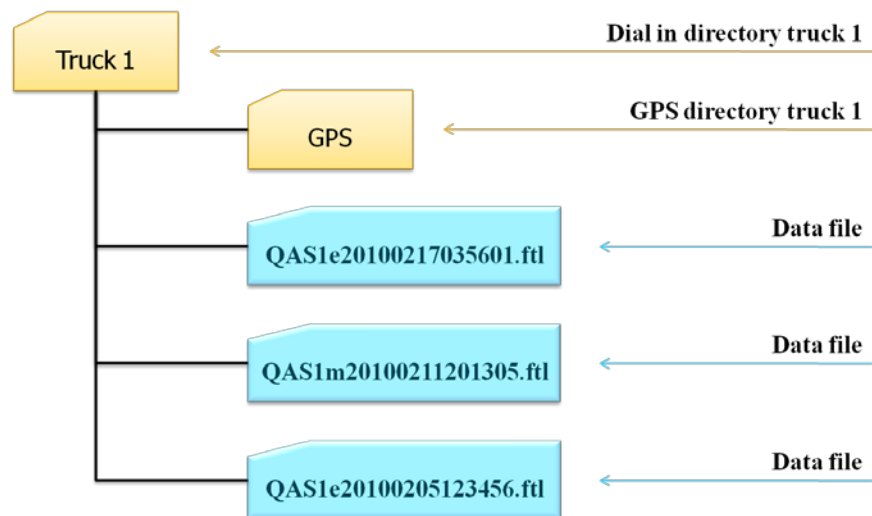 Truck 1
Dial in directory truck 1
GPS
GPS directory truck 1
QAS1e20100217035601.ftl
Data file
QAS1m20100211201305.ftl
Data file
QAS1e20100205123456.ftl
Data file